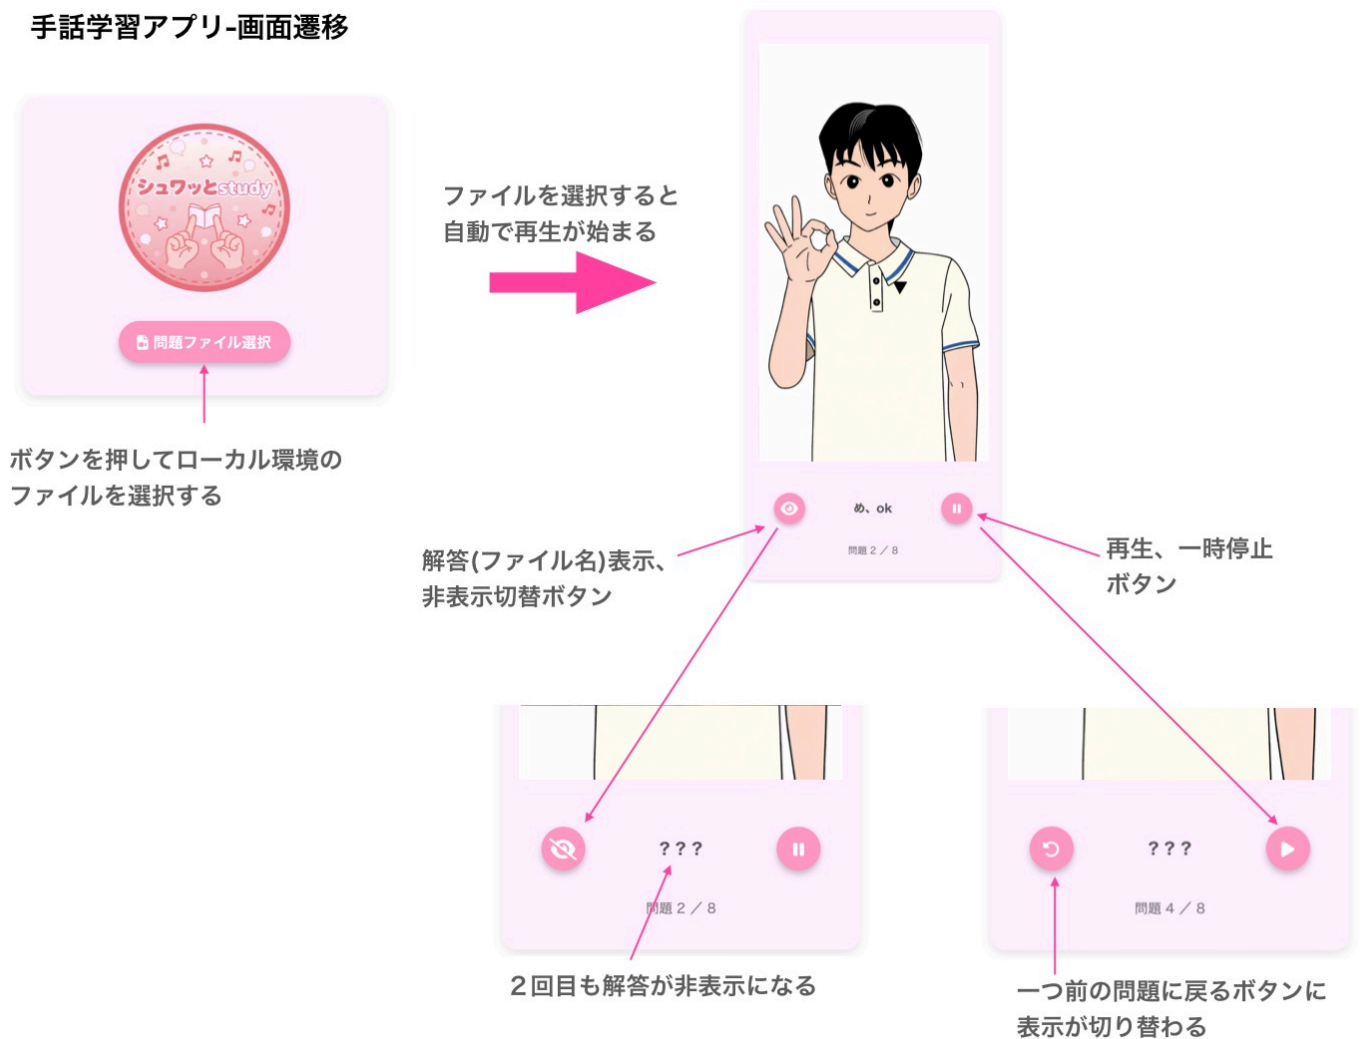 手話学習アプリ-画面遷移
シュワッとstudy
問題ファイル選択
ボタンを押してローカル環境の
ファイルを選択する
ファイルを選択すると
自動で再生が始まる
め、ok
問題 2 ／ 8
解答(ファイル名)表示、
非表示切替ボタン
再生、一時停止
ボタン
? ? ?
問題 2 ／ 8
２回目も解答が非表示になる
? ? ?
問題 4 ／ 8
一つ前の問題に戻るボタンに
表示が切り替わる